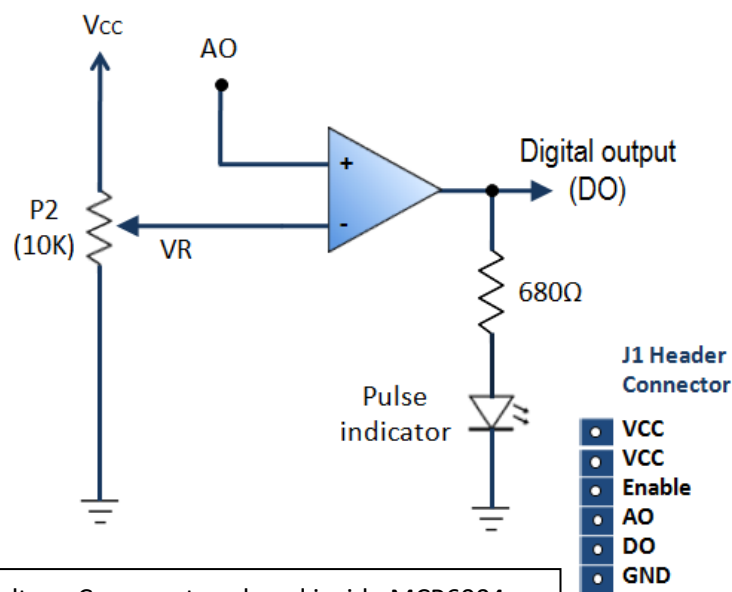 Vcc
AO
+
-
Digital output
(DO)
P2
(10K)
VR
680Ω
Pulse
indicator
J1 Header
Connector
VCC
VCC
Enable
AO
DO
GND